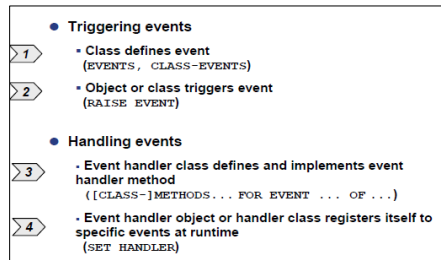 ● Triggering events
1 ▪ Class defines event
(EVENTS, CLASS-EVENTS)
2 ▪ Object or class triggers event
(RAISE EVENT)
● Handling events
3 ▪ Event handler class defines and implements event
handler method
([CLASS-]METHODS... FOR EVENT ... OF ...)
4 ▪ Event handler object or handler class registers itself to
specific events at runtime
(SET HANDLER)